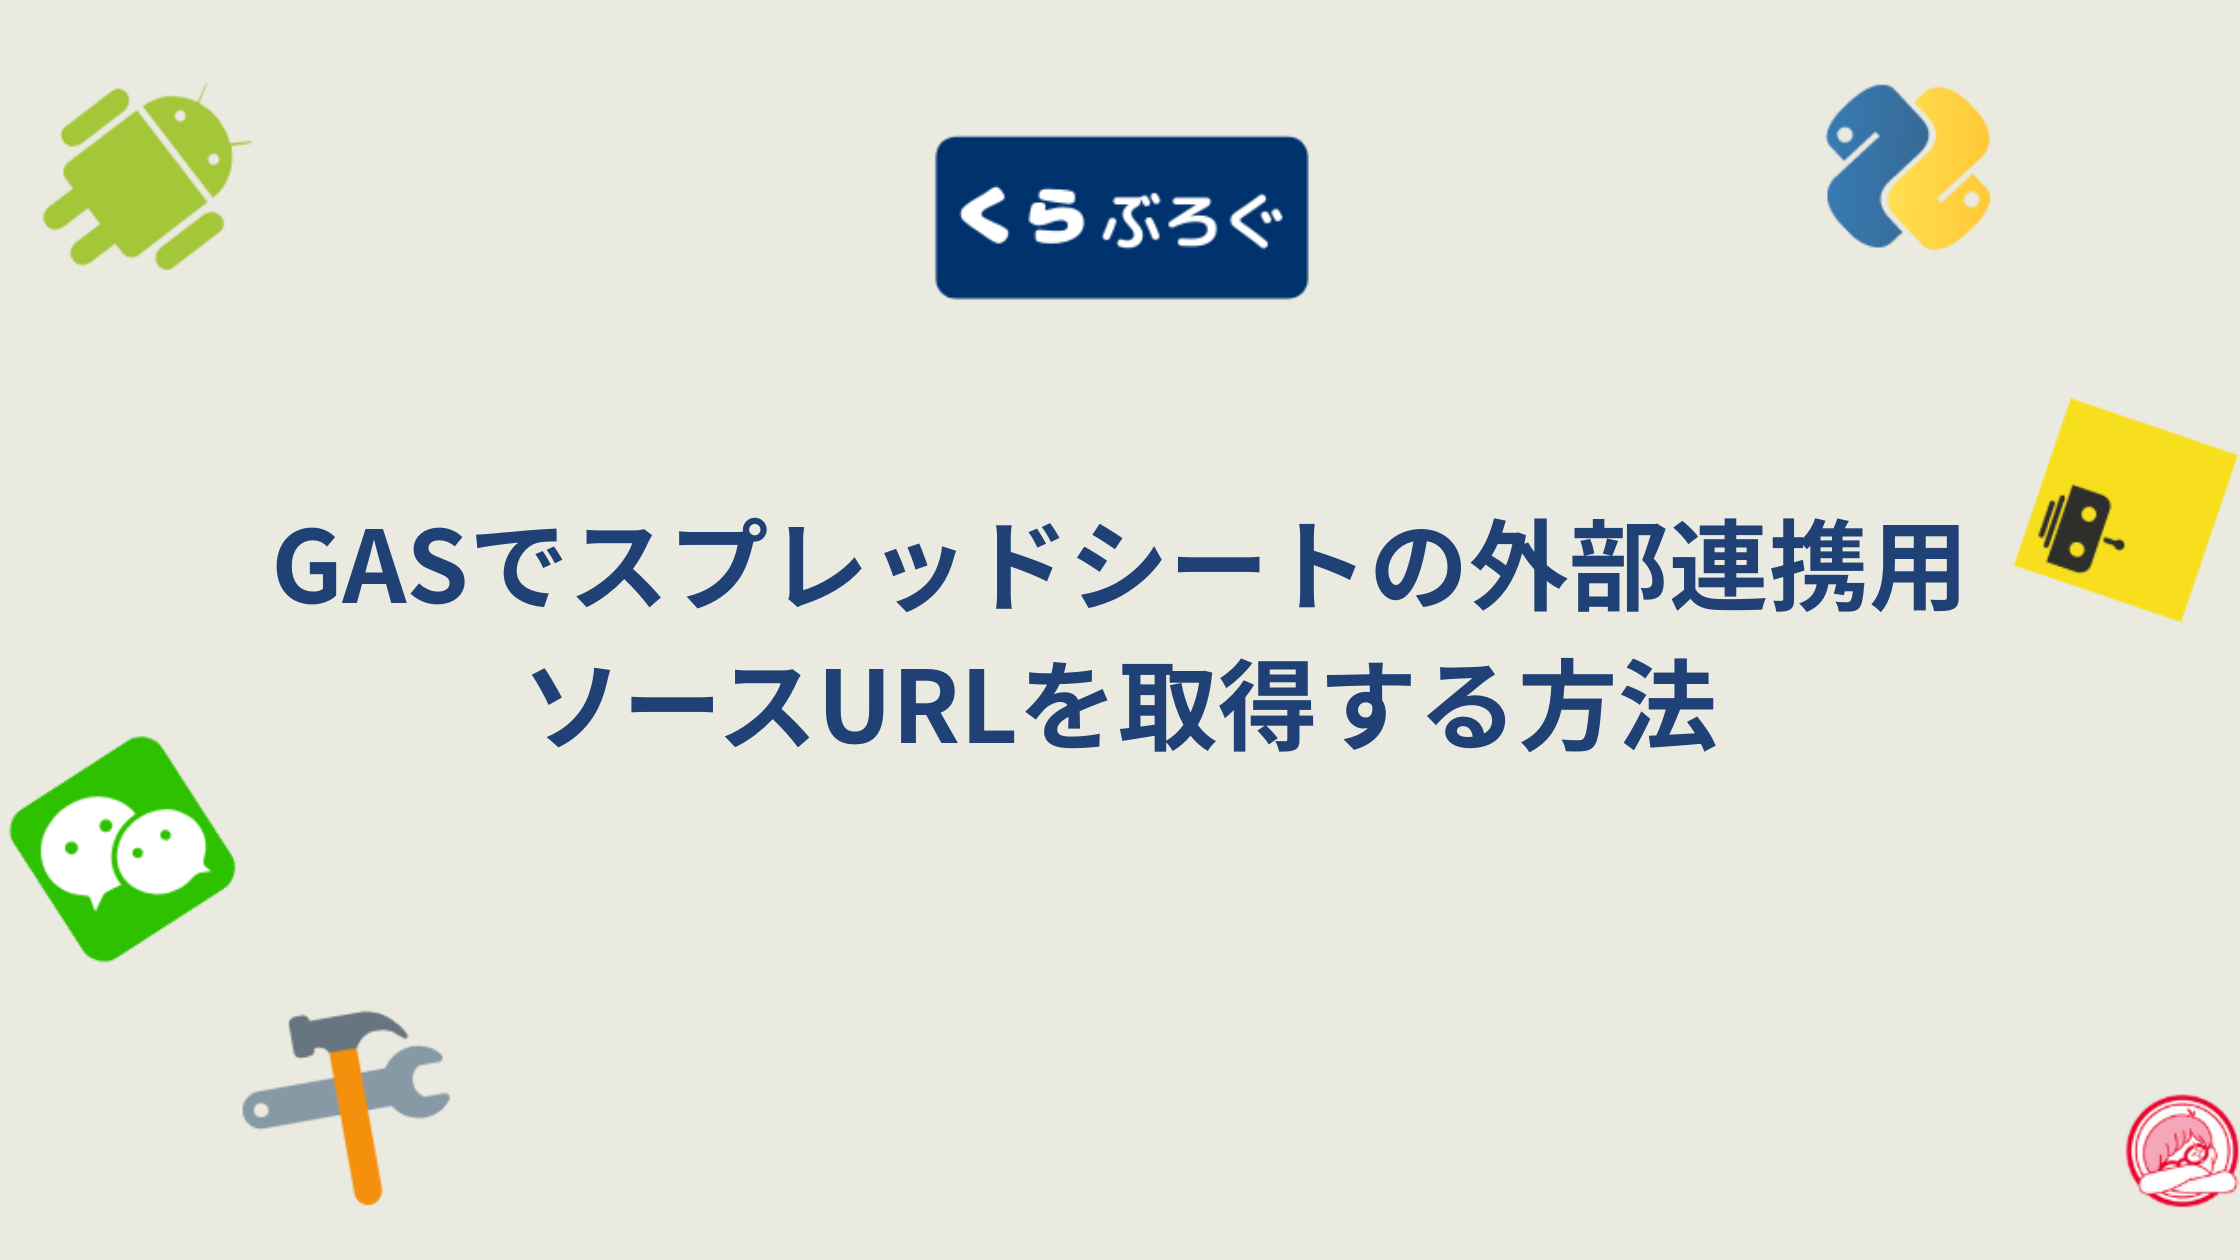 くらぶろぐ
GASでスプレッドシートの外部連携用
ソースURLを取得する方法